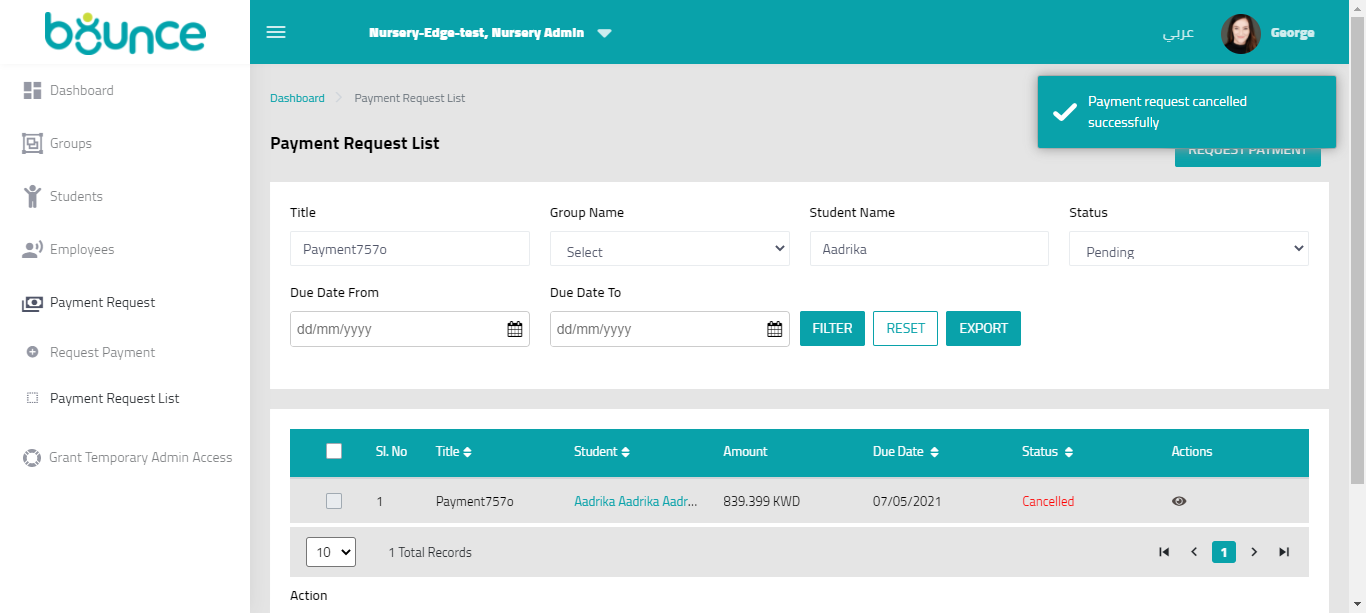 bounce
Nursery-Edge-test, Nursery Admin
عربي
George
Dashboard
Groups
Students
Employees
Payment Request
Request Payment
Payment Request List
Grant Temporary Admin Access
Dashboard
Payment Request List
Payment request cancelled
successfully
Payment Request List
REQUEST PAYMENT
Title
Group Name
Student Name
Status
Payment757o
Select
Aadrika
Pending
Due Date From
Due Date To
dd/mm/yyyy
dd/mm/yyyy
FILTER
RESET
EXPORT
Sl. No
Title
Student
Amount
Due Date
Status
Actions
1
Payment757o
Aadrika Aadrika Aadr...
839.399 KWD
07/05/2021
Cancelled
10
1 Total Records
1
Action